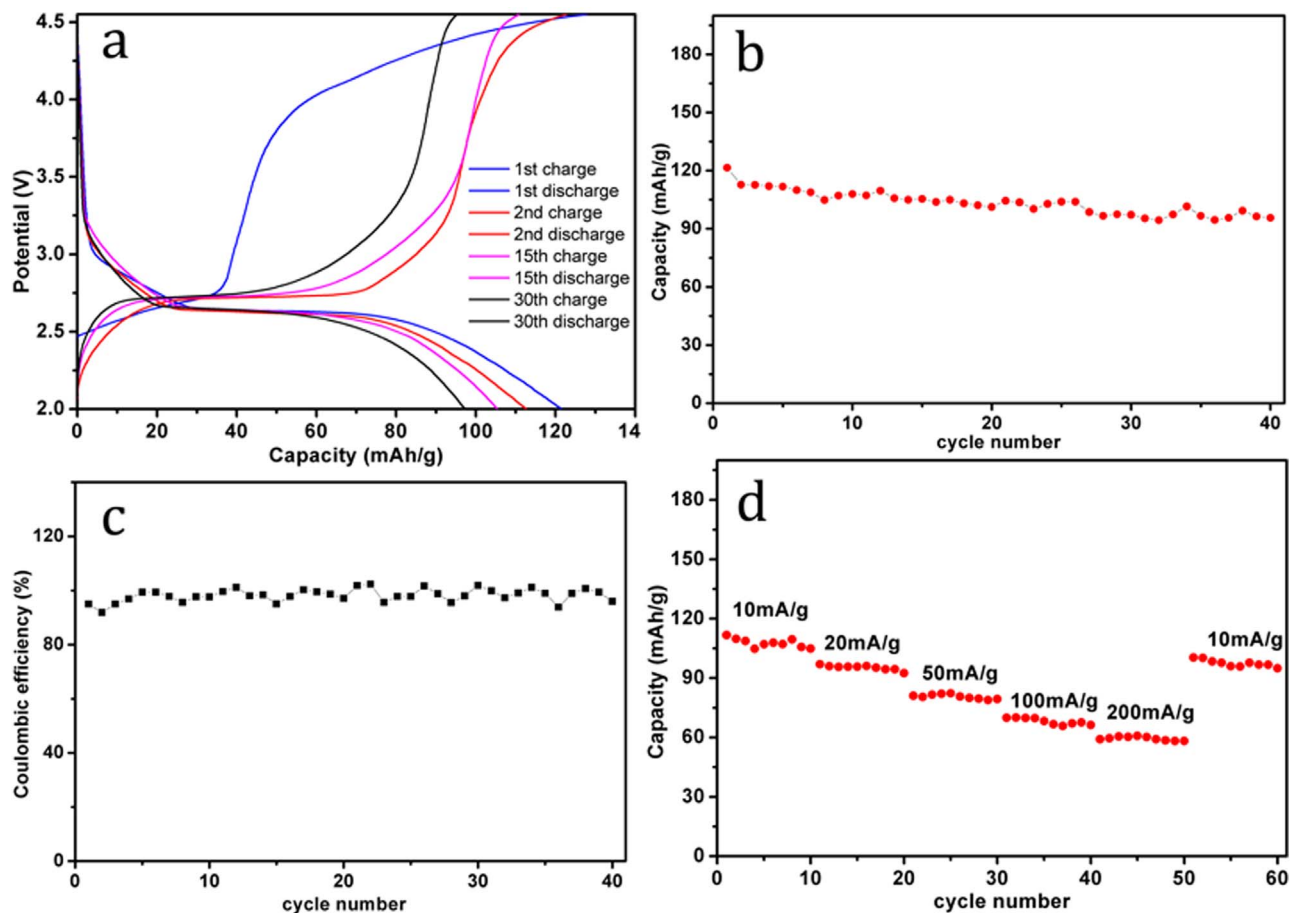 a
4.5
4.0
3.5
3.0
2.5
2.0
Potential (V)
1st charge
1st discharge
2nd charge
2nd discharge
15th charge
15th discharge
30th charge
30th discharge
0 20 40 60 80 100 120 14
Capacity (mAh/g)
b
180
150
120
90
60
30
0
Capacity (mAh/g)
0 10 20 30 40
cycle number
c
120
80
40
0
Coulombic efficiency (%)
0 10 20 30 40
cycle number
d
180
150
120
90
60
30
0
Capacity (mAh/g)
10mA/g
20mA/g
50mA/g
100mA/g
200mA/g
10mA/g
0 10 20 30 40 50 60
cycle number